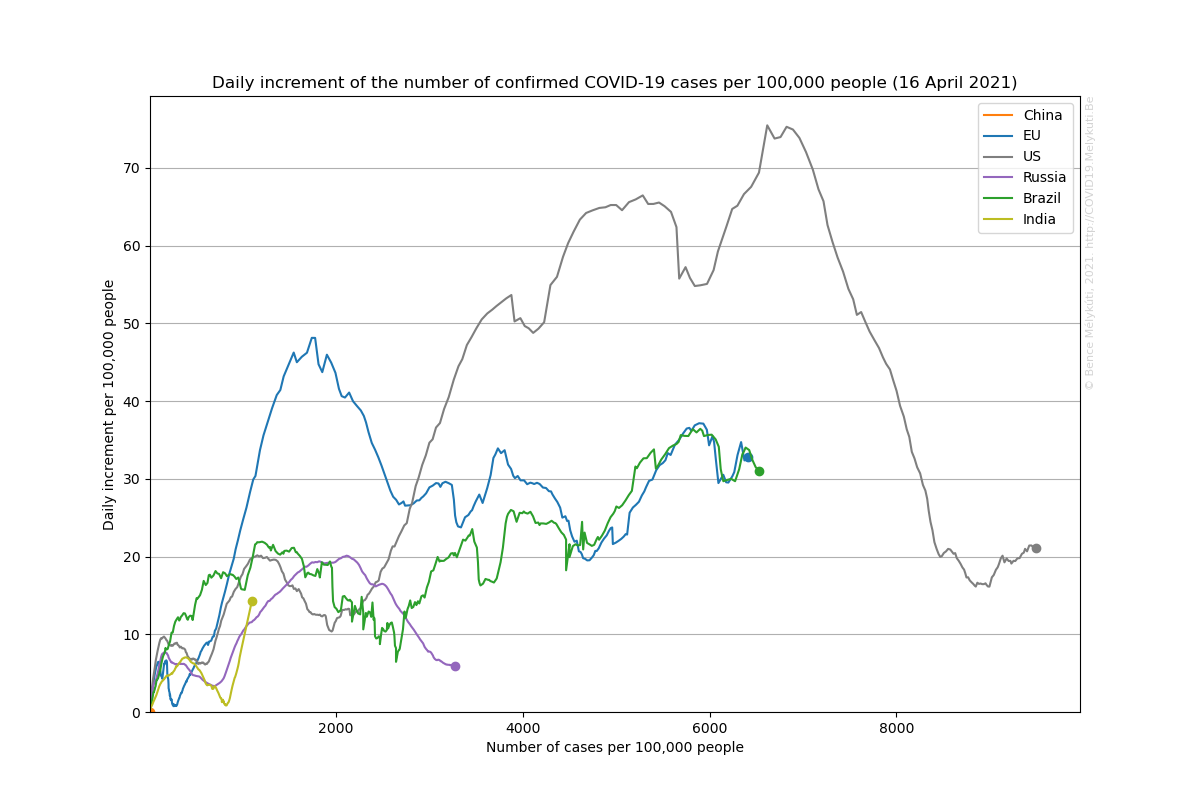 Daily increment of the number of confirmed COVID-19 cases per 100,000 people (16 April 2021)
China
EU
US
Russia
Brazil
India
© Bence Melykuti, 2021 http://COVID19.Melykuti.Be
Daily increment per 100,000 people
70
60
50
40
30
20
10
0
2000
4000
6000
8000
Number of cases per 100,000 people